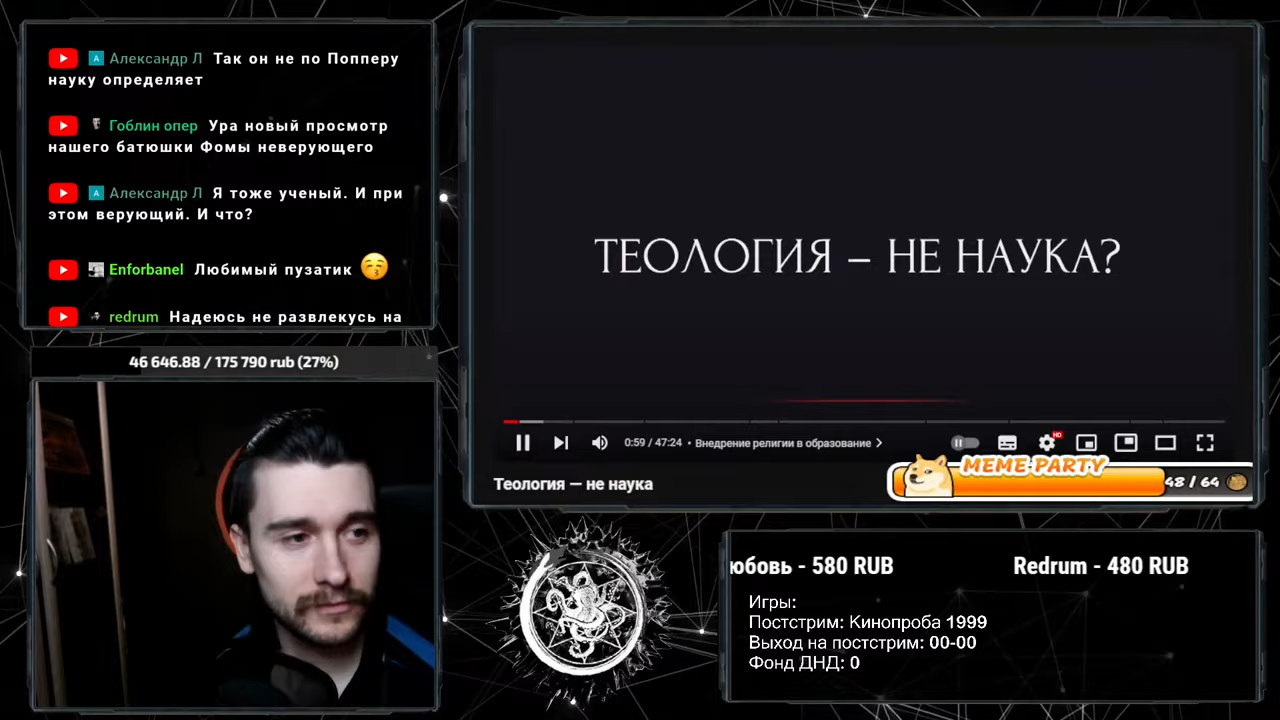 Александр Л Так он не по Попперу
науку определяет
Гоблин опер Ура новый просмотр
нашего батюшки Фомы неверующего
Александр Л Я тоже ученый. И при
этом верующий. И что?
Enforbanel Любимый пузатик
redrum Надеюсь не развлекусь на
46 646.88 / 175 790 rub (27%)
ТЕОЛОГИЯ – НЕ НАУКА?
0:59 / 47:24 • Внедрение религии в образование
HD
Теология — не наука
MEME PARTY
48 / 64
юбовь - 580 RUB
Redrum - 480 RUB
Игры:
Постстрим: Кинопроба 1999
Выход на постстрим: 00-00
Фонд ДНД: 0